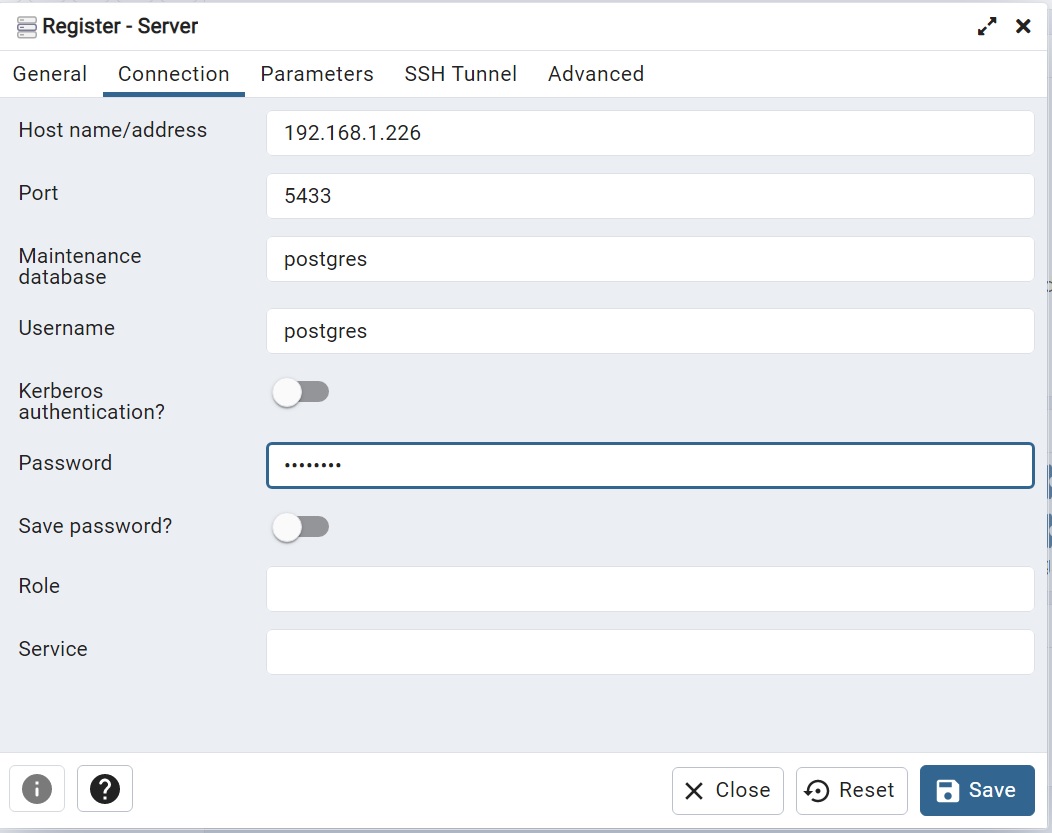 Register - Server
General Connection Parameters SSH Tunnel Advanced
Host name/address 192.168.1.226
Port 5433
Maintenance
database postgres
Username postgres
Kerberos
authentication?
Password ••••••••
Save password?
Role
Service
Close Reset Save